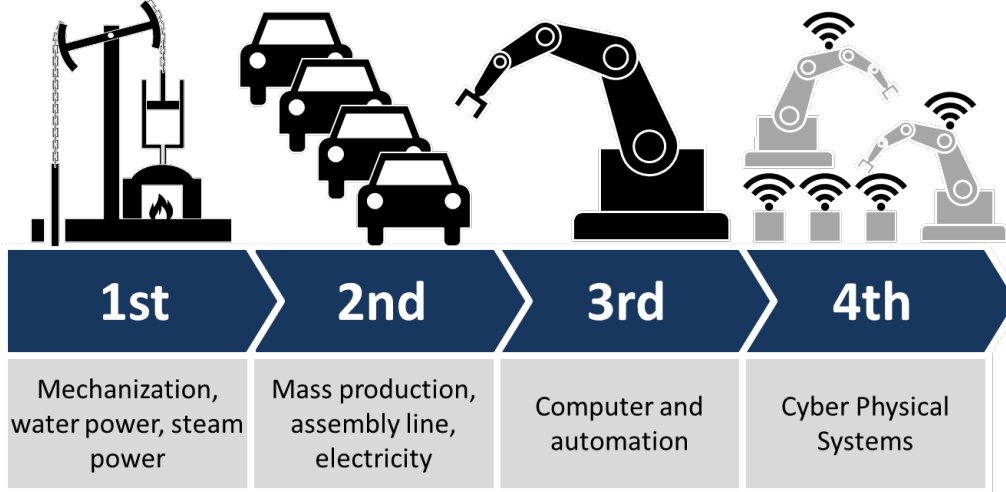 1st
2nd
3rd
4th
Mechanization,
water power, steam
power
Mass production,
assembly line,
electricity
Computer and
automation
Cyber Physical
Systems